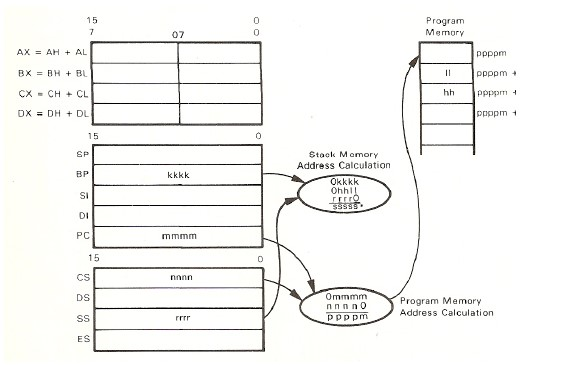 15 0
7 07 0
AX = AH + AL
BX = BH + BL
CX = CH + CL
DX = DH + DL
Program
Memory
ppppm
ll ppppm +
hh ppppm +
ppppm +
15 0
SP
BP kkkk
SI
DI
PC mmmm
Stack Memory
Address Calculation
0kkkk
0hhll
rrrr0
sssss*
15 0
CS nnnn
DS
SS rrrr
ES
0mmmm
nnnn0
ppppm
Program Memory
Address Calculation